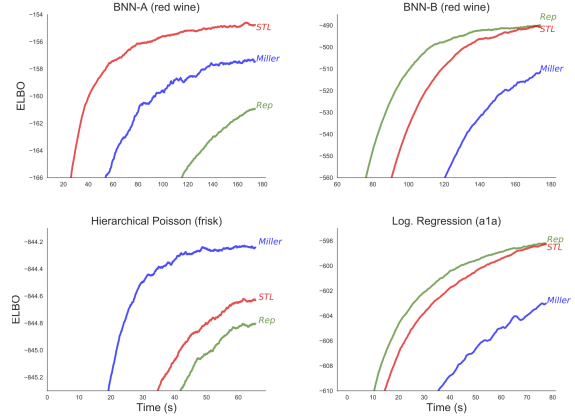 BNN-A (red wine)
ELBO
−154
−156
−158
−160
−162
−164
−166
20 40 60 80 100 120 140 160 180
STL
Miller
Rep
BNN-B (red wine)
−490
−500
−510
−520
−530
−540
−550
−560
60 80 100 120 140 160 180
Rep
STL
Miller
Hierarchical Poisson (frisk)
ELBO
−844.2
−844.4
−844.6
−844.8
−845.0
−845.2
0 10 20 30 40 50 60
Time (s)
Miller
STL
Rep
Log. Regression (a1a)
−598
−600
−602
−604
−606
−608
−610
0 10 20 30 40 50 60 70 80
Time (s)
Rep
STL
Miller